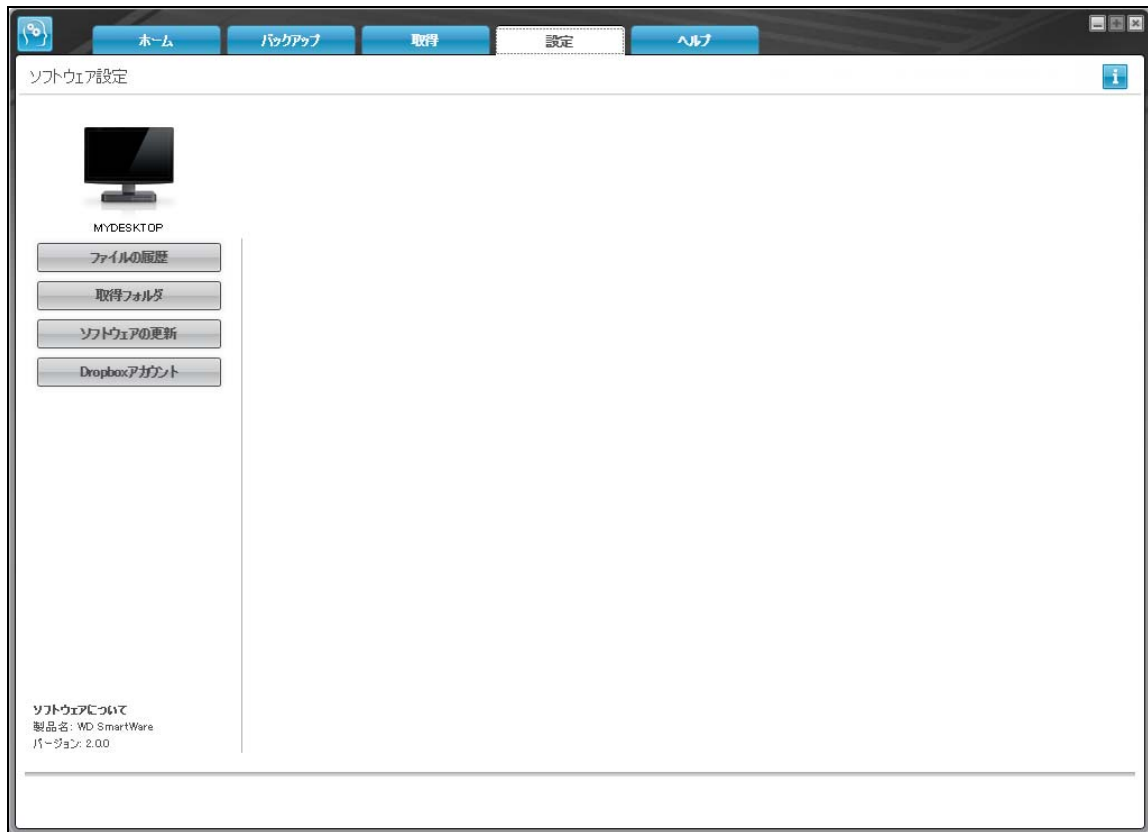 ホーム バックアップ 取得 設定 ヘルプ
ソフトウェア設定
MYDESKTOP
ファイルの履歴
取得フォルダ
ソフトウェアの更新
Dropboxアカウント
ソフトウェアについて
製品名: WD SmartWare
バージョン: 2.0.0